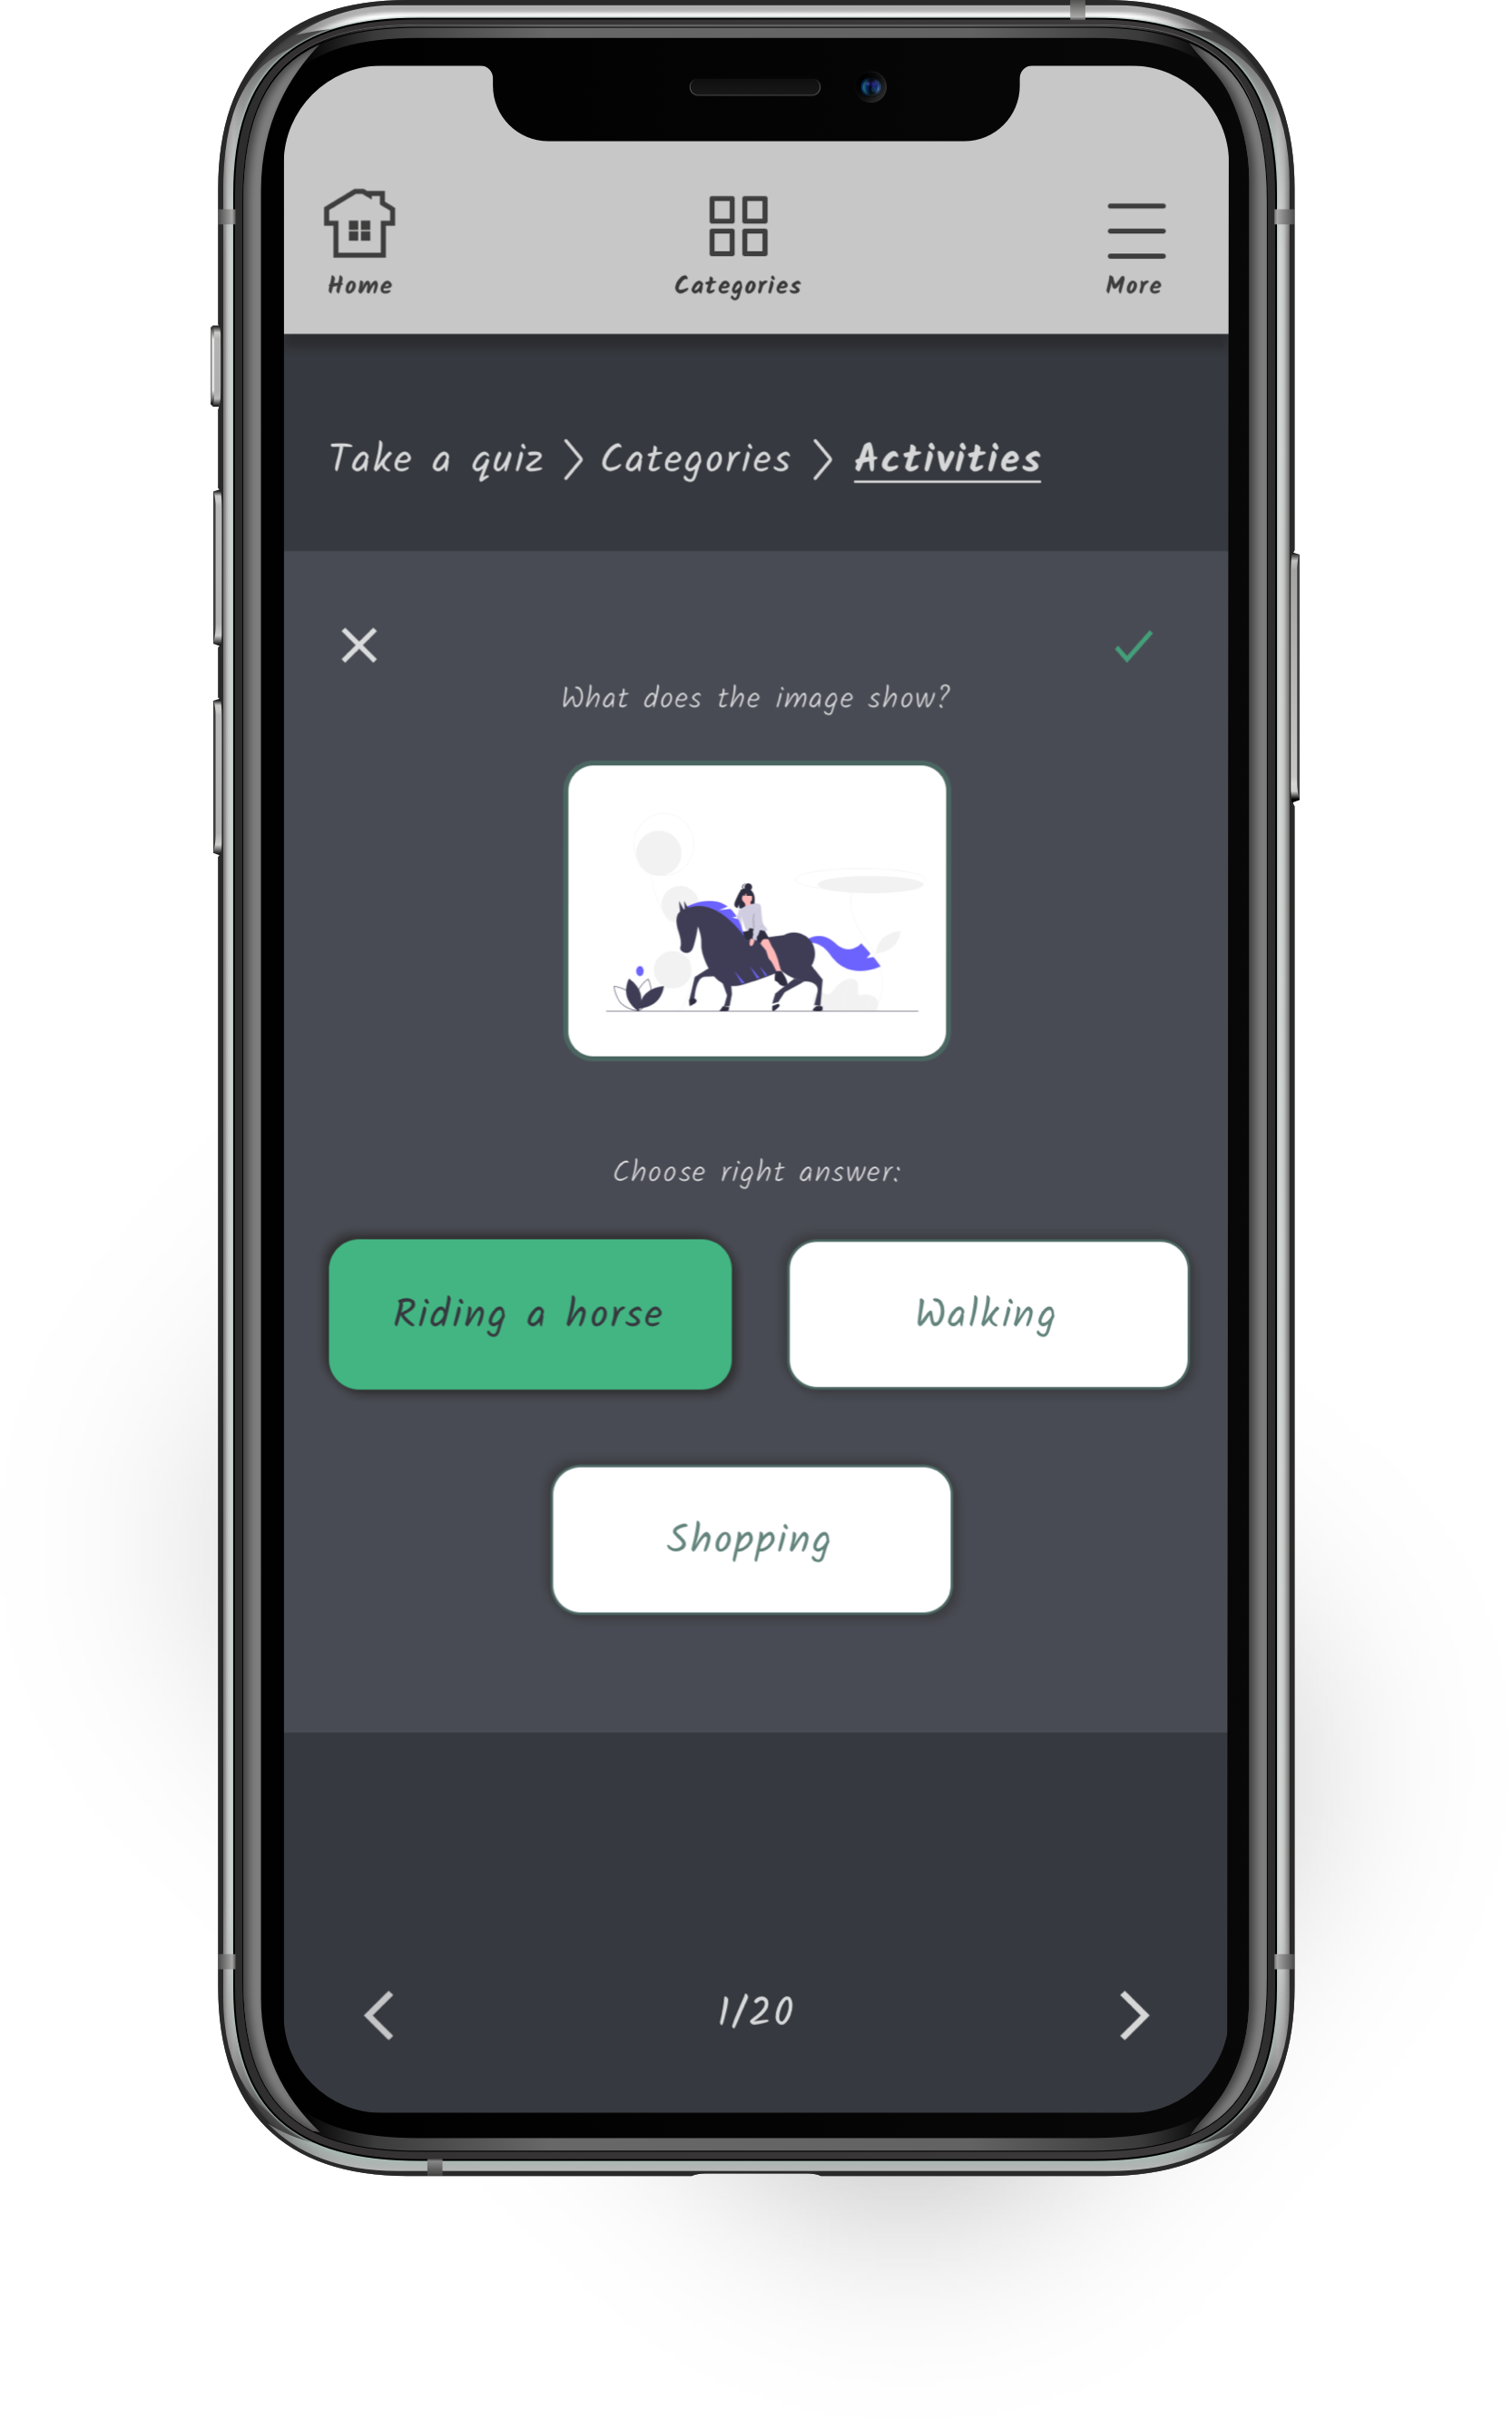 Home Categories More
Take a quiz > Categories > Activities
What does the image show?
Choose right answer:
Riding a horse Walking
Shopping
1/20